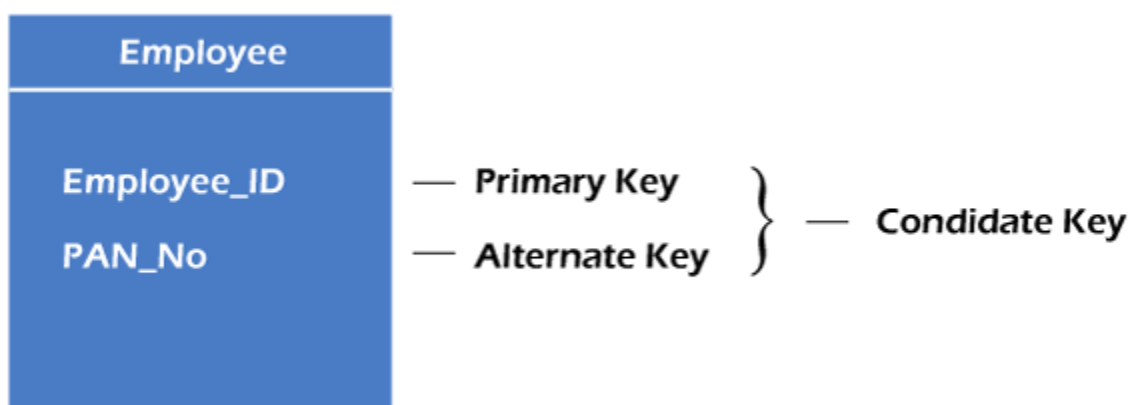 Employee
Employee_ID — Primary Key
PAN_No — Alternate Key
Condidate Key